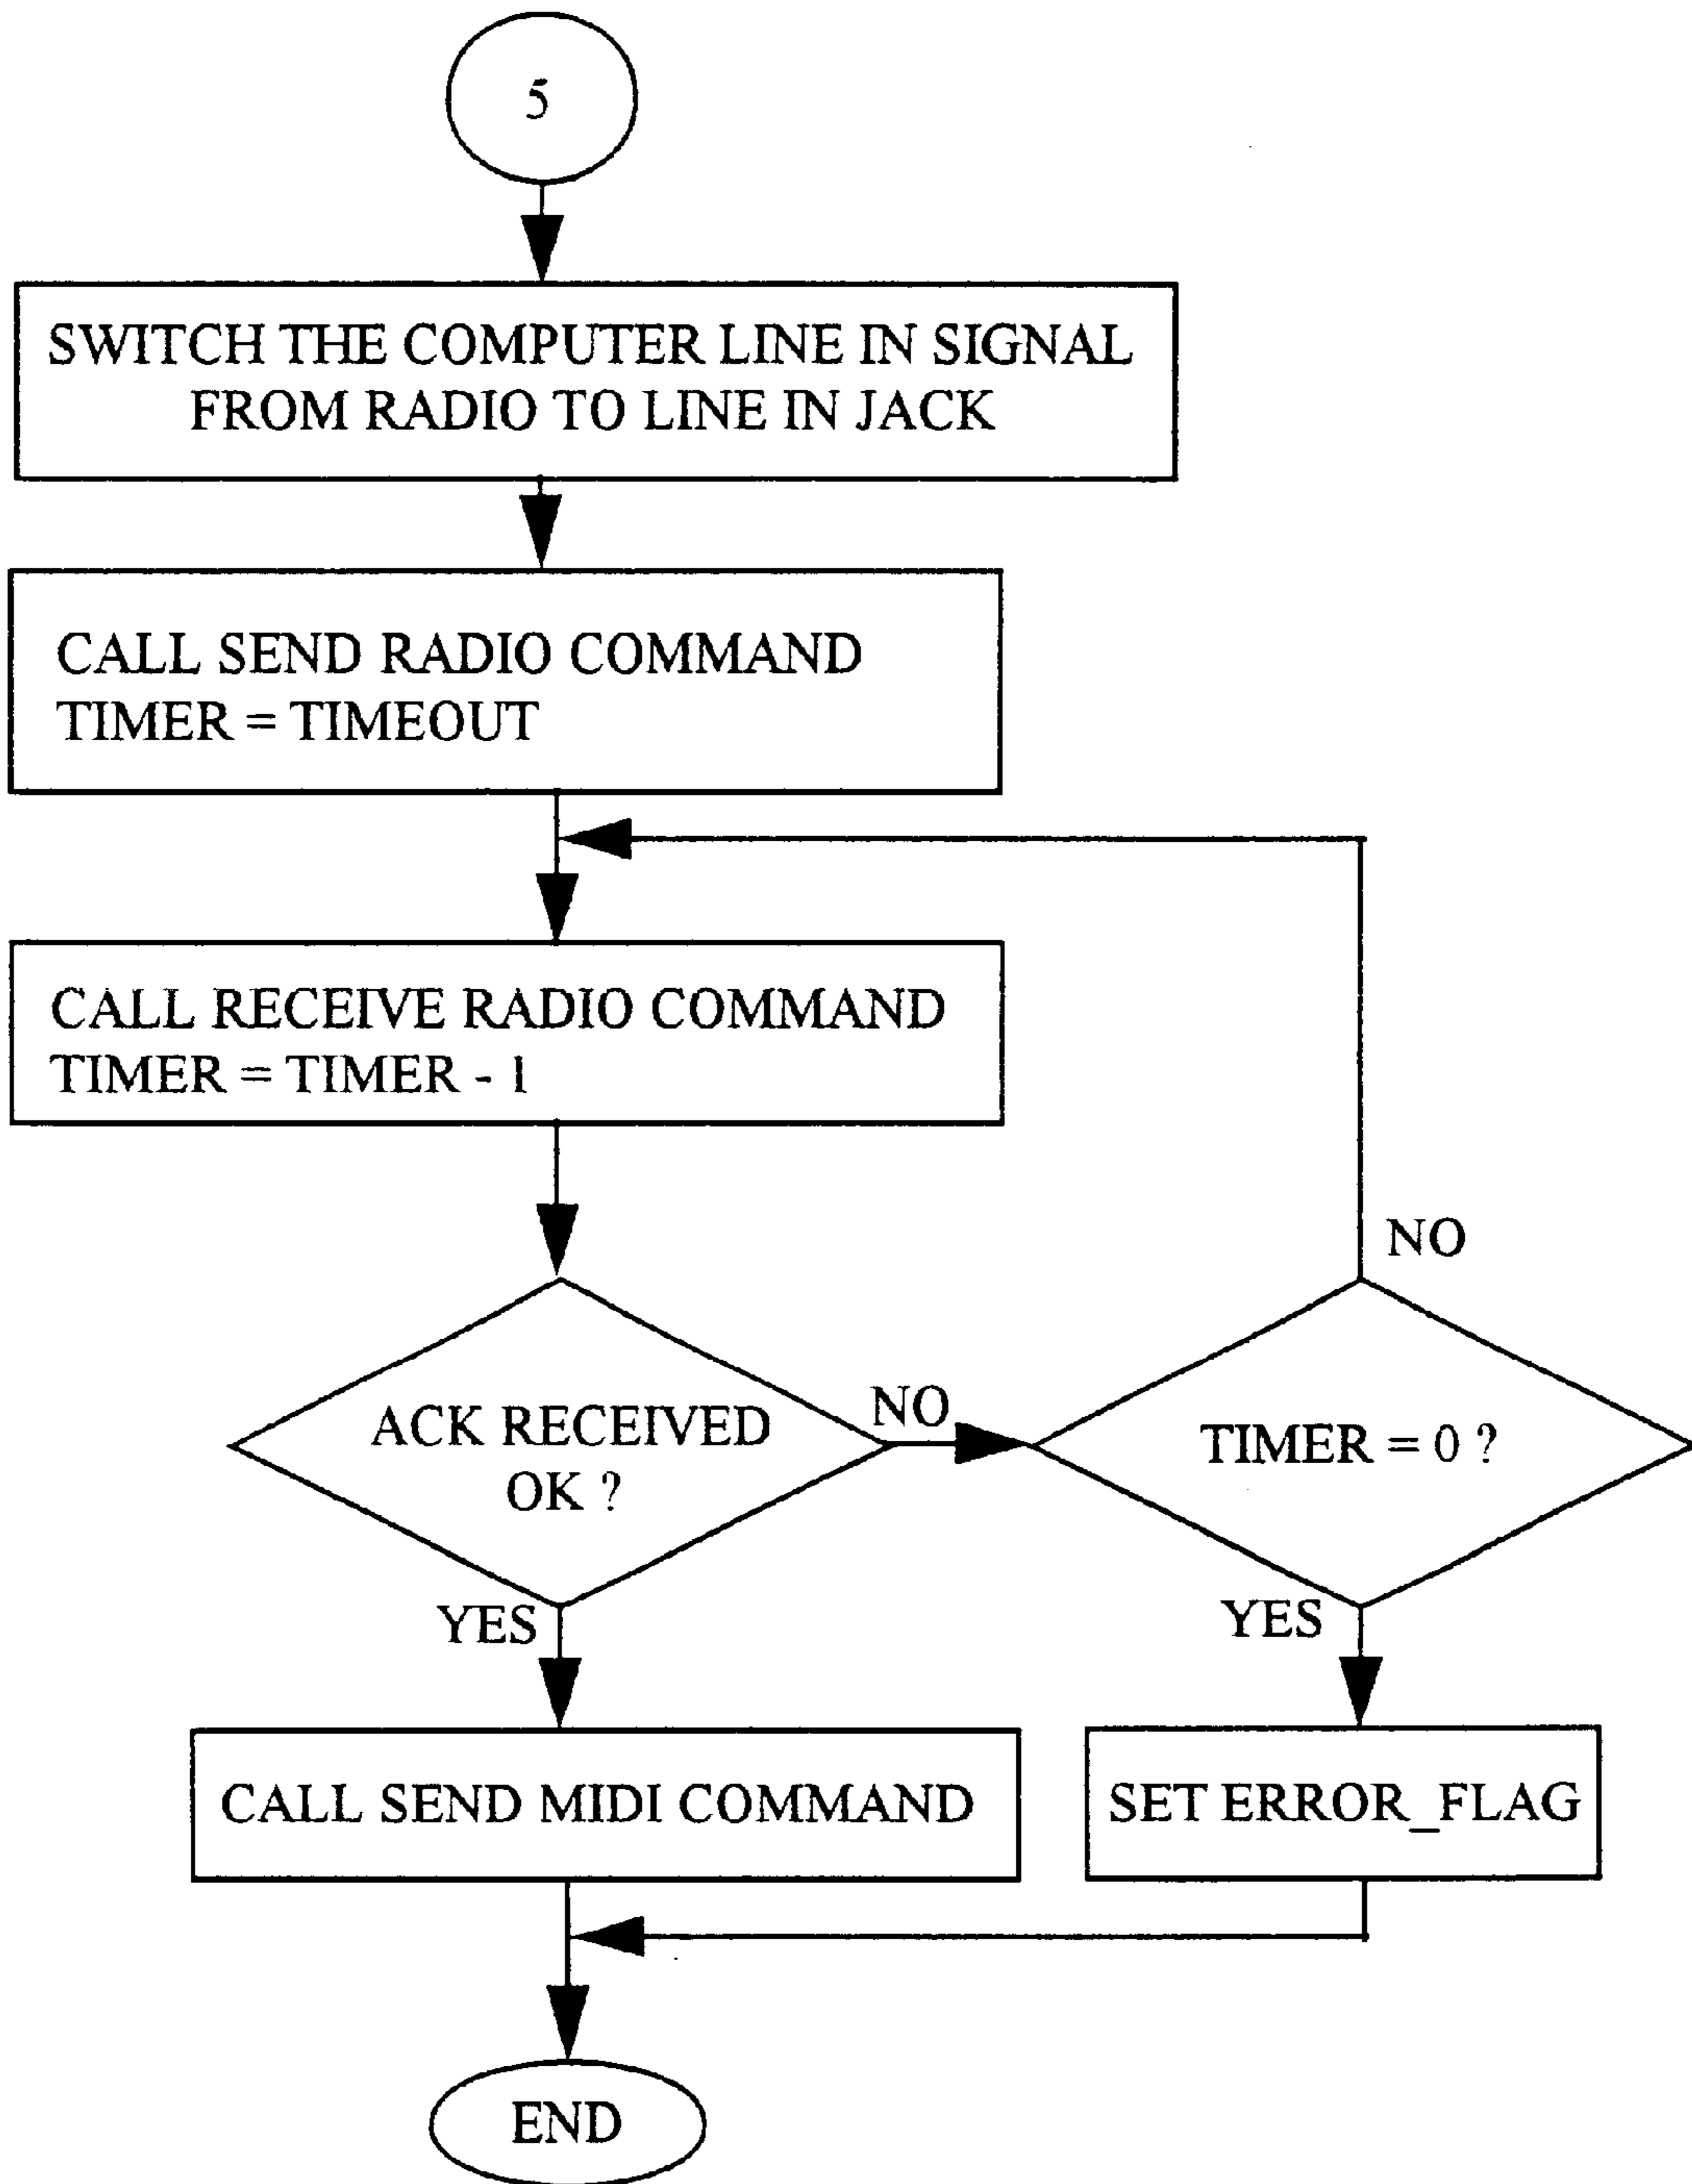 5
SWITCH THE COMPUTER LINE IN SIGNAL
FROM RADIO TO LINE IN JACK
CALL SEND RADIO COMMAND
TIMER = TIMEOUT
CALL RECEIVE RADIO COMMAND
TIMER = TIMER - 1
ACK RECEIVED
OK ?
NO
TIMER = 0 ?
NO
YES
YES
CALL SEND MIDI COMMAND
SET ERROR_FLAG
END